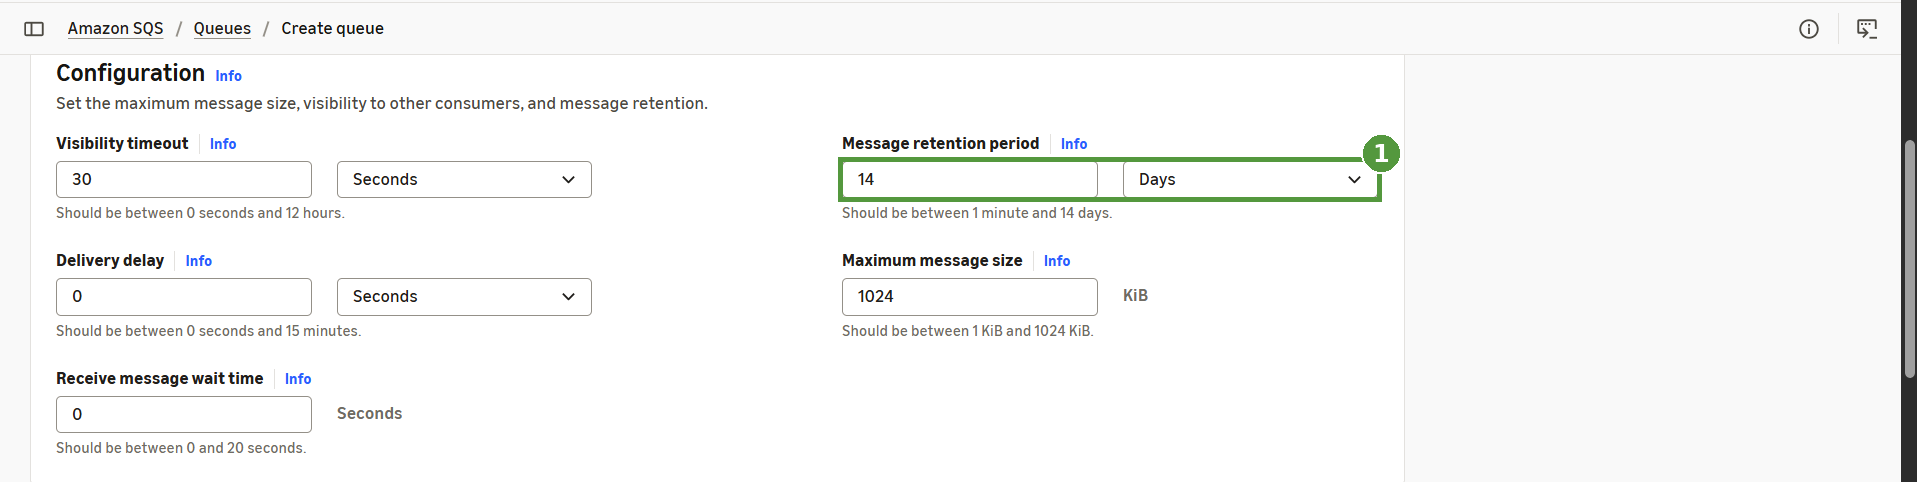 Amazon SQS / Queues / Create queue
Configuration Info
Set the maximum message size, visibility to other consumers, and message retention.
Visibility timeout Info
30 Seconds
Should be between 0 seconds and 12 hours.
Message retention period Info
1
14 Days
Should be between 1 minute and 14 days.
Delivery delay Info
0 Seconds
Should be between 0 seconds and 15 minutes.
Maximum message size Info
1024 KiB
Should be between 1 KiB and 1024 KiB.
Receive message wait time Info
0 Seconds
Should be between 0 and 20 seconds.